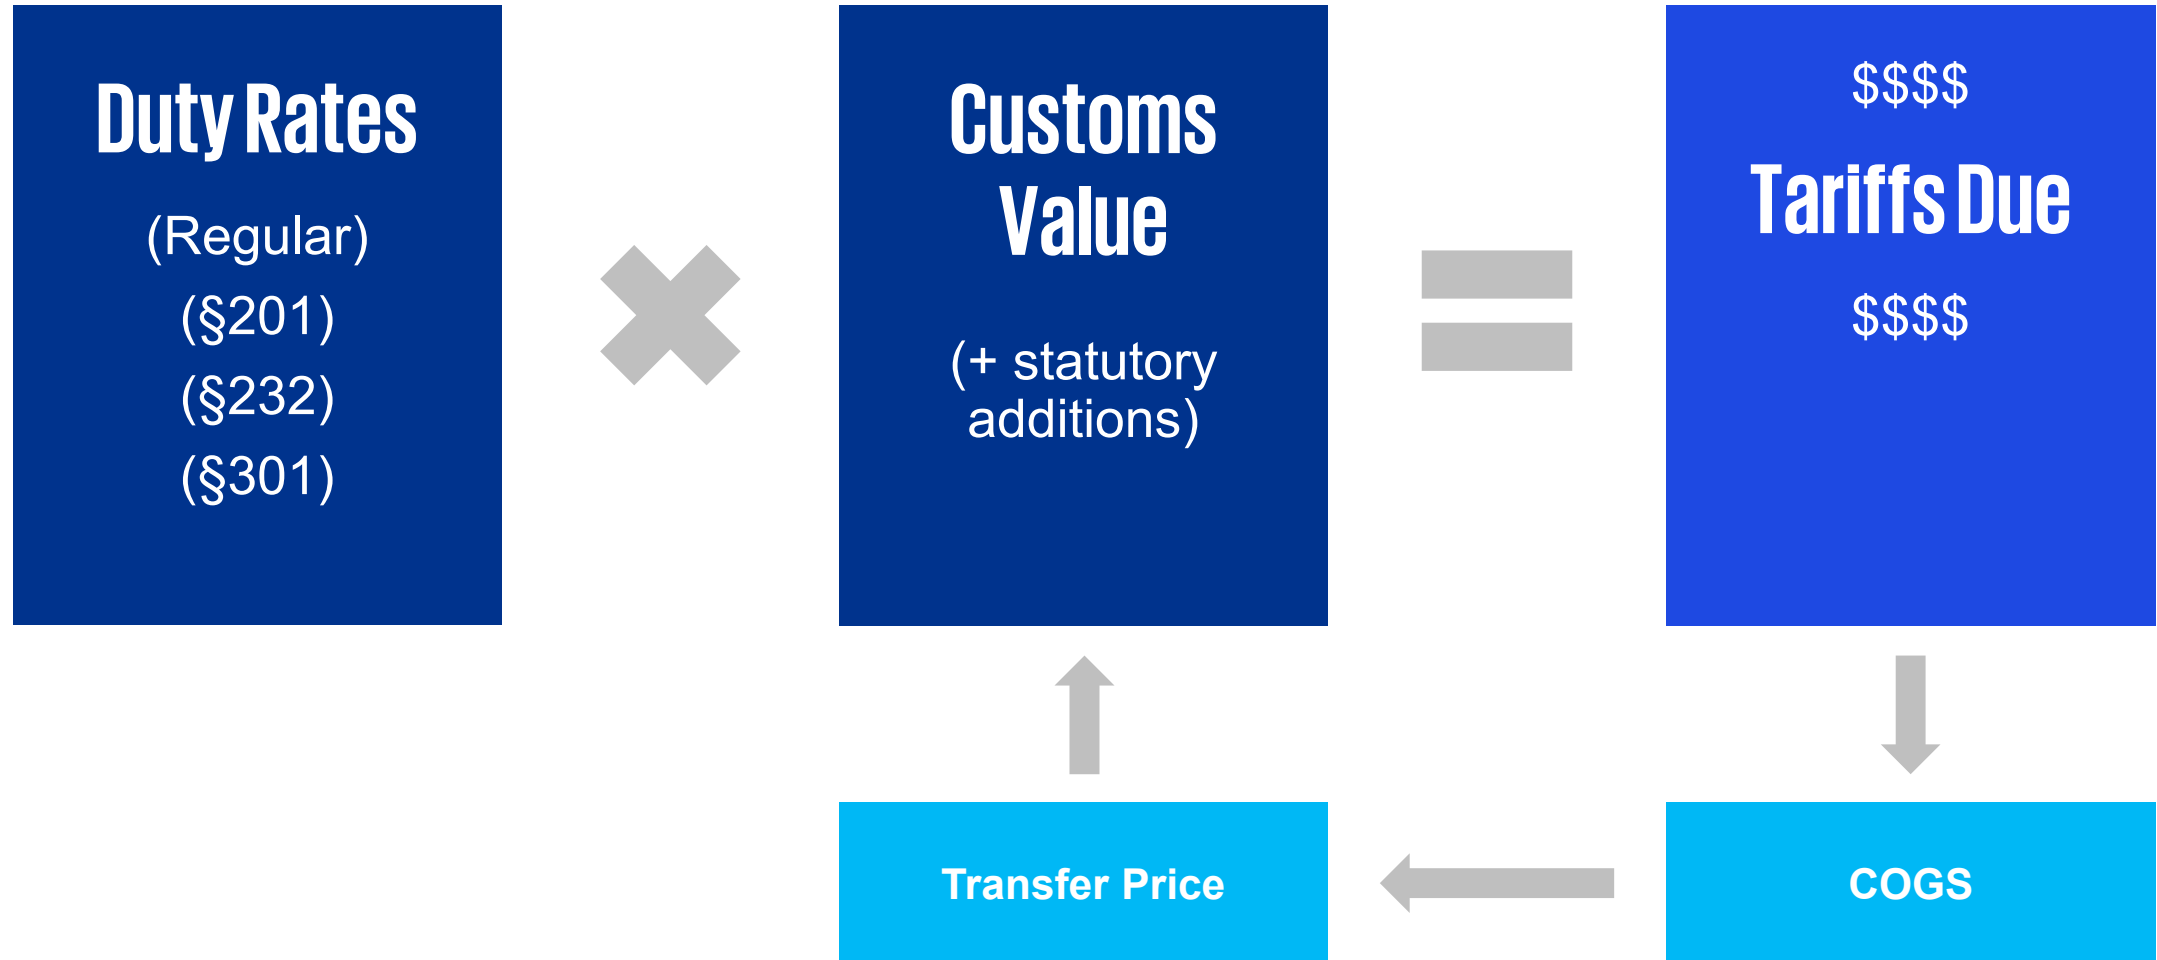 Duty Rates
(Regular)
(§201)
(§232)
(§301)
Customs
Value
(+ statutory
additions)
$$$$
Tariffs Due
$$$$
Transfer Price
COGS